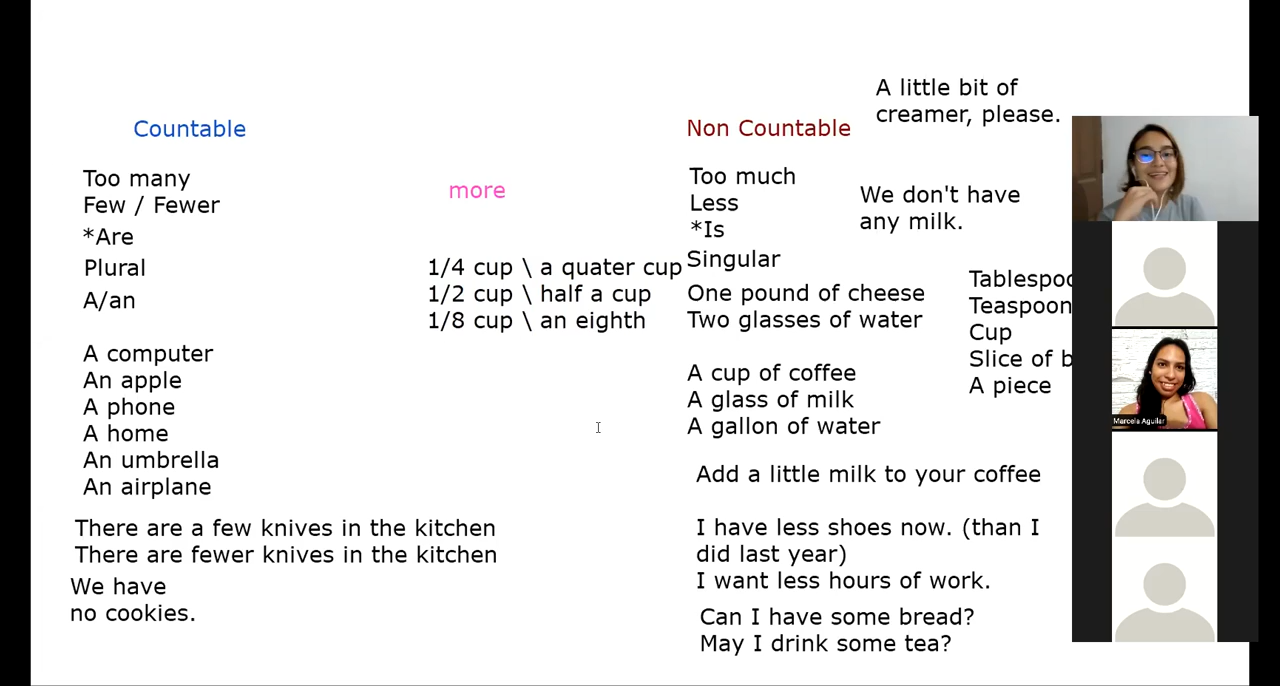 A little bit of
creamer, please.
Countable
Non Countable
Too many
Few / Fewer
*Are
Plural
A/an
more
Too much
Less
*Is
Singular
We don't have
any milk.
1/4 cup \ a quater cup
1/2 cup \ half a cup
1/8 cup \ an eighth
One pound of cheese
Two glasses of water
Teaspoon
Cup
Slice of
A piece
A computer
An apple
A phone
A home
An umbrella
An airplane
A cup of coffee
A glass of milk
A gallon of water
Marcela Aguilar
Add a little milk to your coffee
There are a few knives in the kitchen
There are fewer knives in the kitchen
We have
no cookies.
I have less shoes now. (than I
did last year)
I want less hours of work.
Can I have some bread?
May I drink some tea?